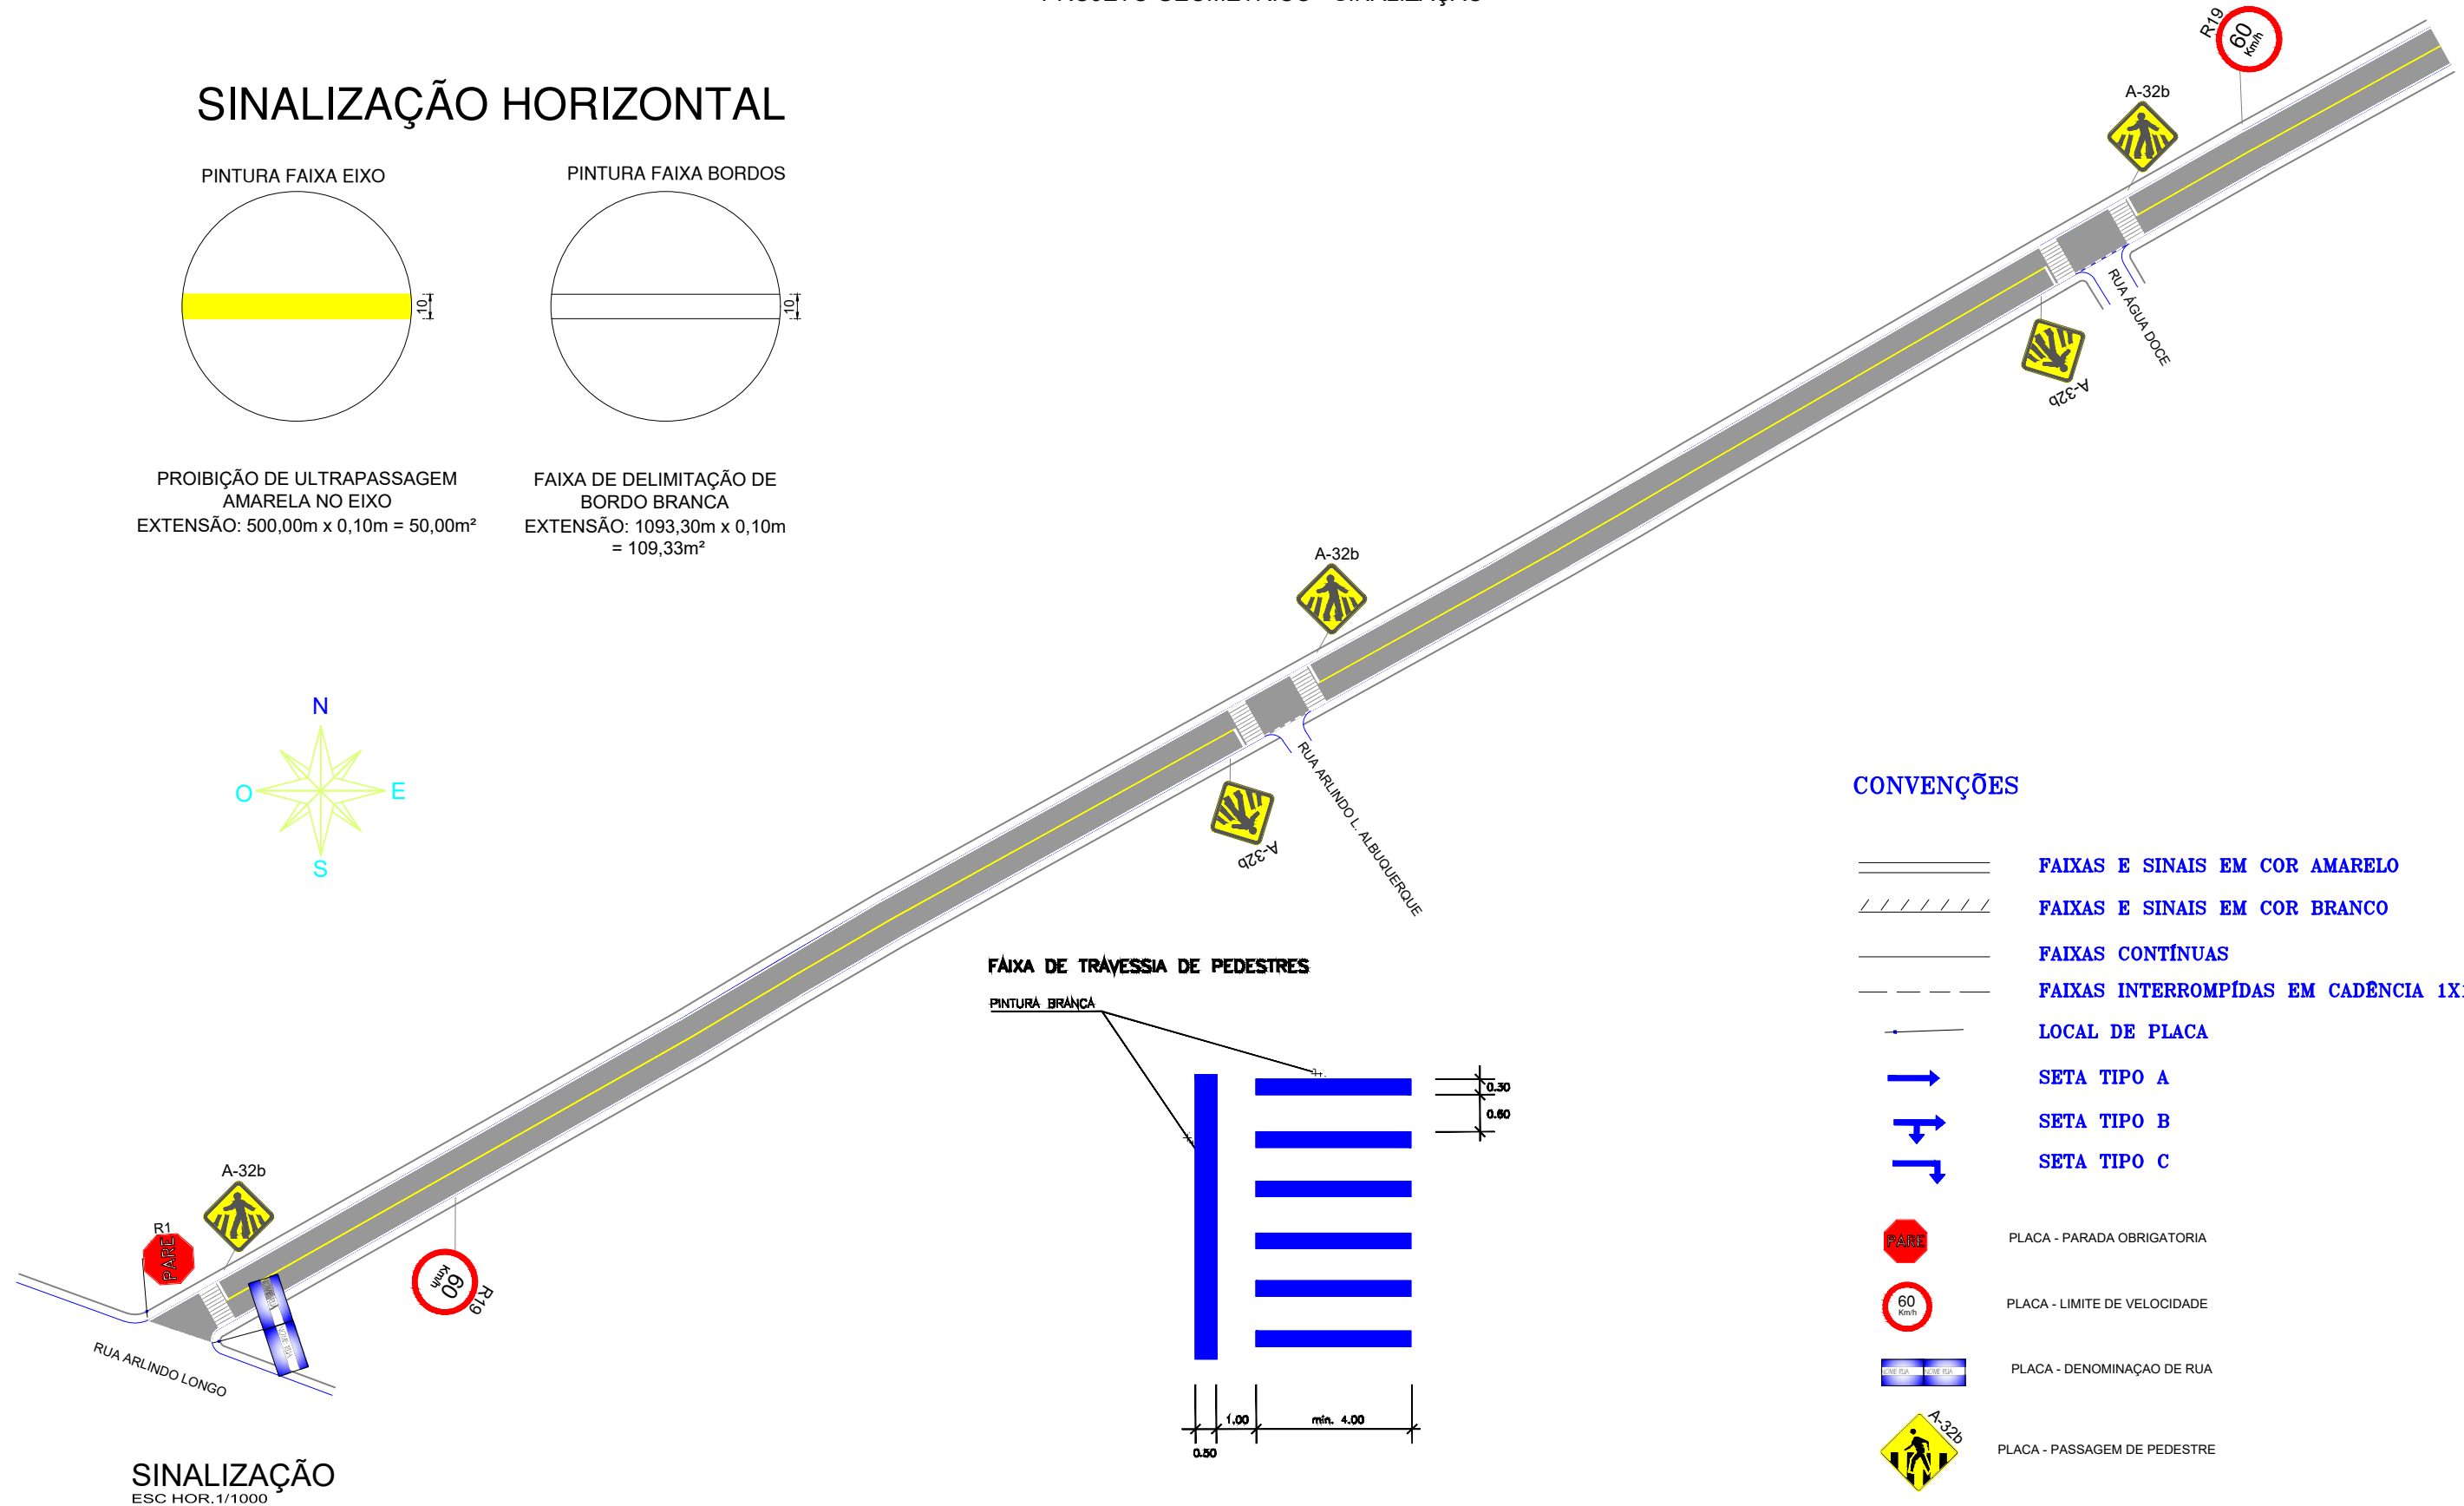 SINALIZAÇÃO HORIZONTAL
PINTURA FAIXA EIXO
10
PROIBIÇÃO DE ULTRAPASSAGEM
AMARELA NO EIXO
EXTENSÃO: 500,00m x 0,10m = 50,00m²
PINTURA FAIXA BORDOS
10
FAIXA DE DELIMITAÇÃO DE
BORDO BRANCA
EXTENSÃO: 1093,30m x 0,10m
= 109,33m²
R19
60
Km/h
A-32b
RUA ÁGUA DOCE
A-32b
A-32b
RUA ARLINDO L. ALBUQUERQUE
A-32b
N
O
E
S
A-32b
R1
PARE
60
Km/h
R19
NOME RUA
RUA ARLINDO LONGO
FAIXA DE TRAVESSIA DE PEDESTRES
PINTURA BRANCA
0.30
0.60
1.00
min. 4.00
0.50
CONVENÇÕES
FAIXAS E SINAIS EM COR AMARELO
FAIXAS E SINAIS EM COR BRANCO
FAIXAS CONTÍNUAS
FAIXAS INTERROMPÍDAS EM CADÊNCIA
LOCAL DE PLACA
SETA TIPO A
SETA TIPO B
SETA TIPO C
PARE
PLACA - PARADA OBRIGATORIA
60
Km/h
PLACA - LIMITE DE VELOCIDADE
NOME RUA NOME RUA
PLACA - DENOMINAÇAO DE RUA
A-32b
PLACA - PASSAGEM DE PEDESTRE
SINALIZAÇÃO
ESC HOR.1/1000